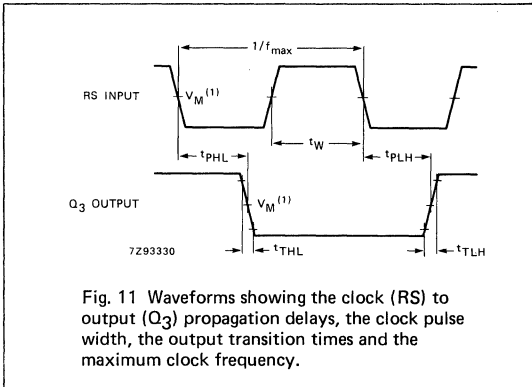 1/fmax
RS INPUT
VM(1)
tW
tPHL
tPLH
Q3 OUTPUT
VM(1)
7Z93330
tTHL
tTLH
Fig. 11 Waveforms showing the clock (RS) to
output (Q3) propagation delays, the clock pulse
width, the output transition times and the
maximum clock frequency.